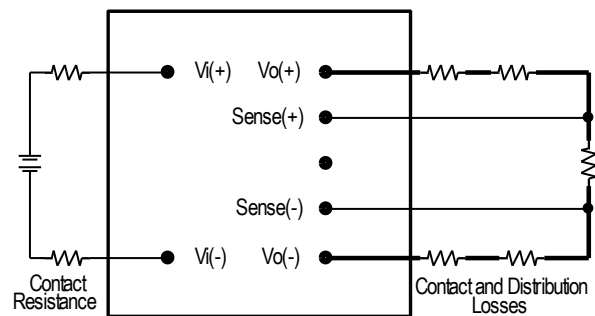 Vi(+) Vo(+)
Sense(+)
Sense(-)
Vi(-) Vo(-)
Contact
Resistance
Contact and Distribution
Losses